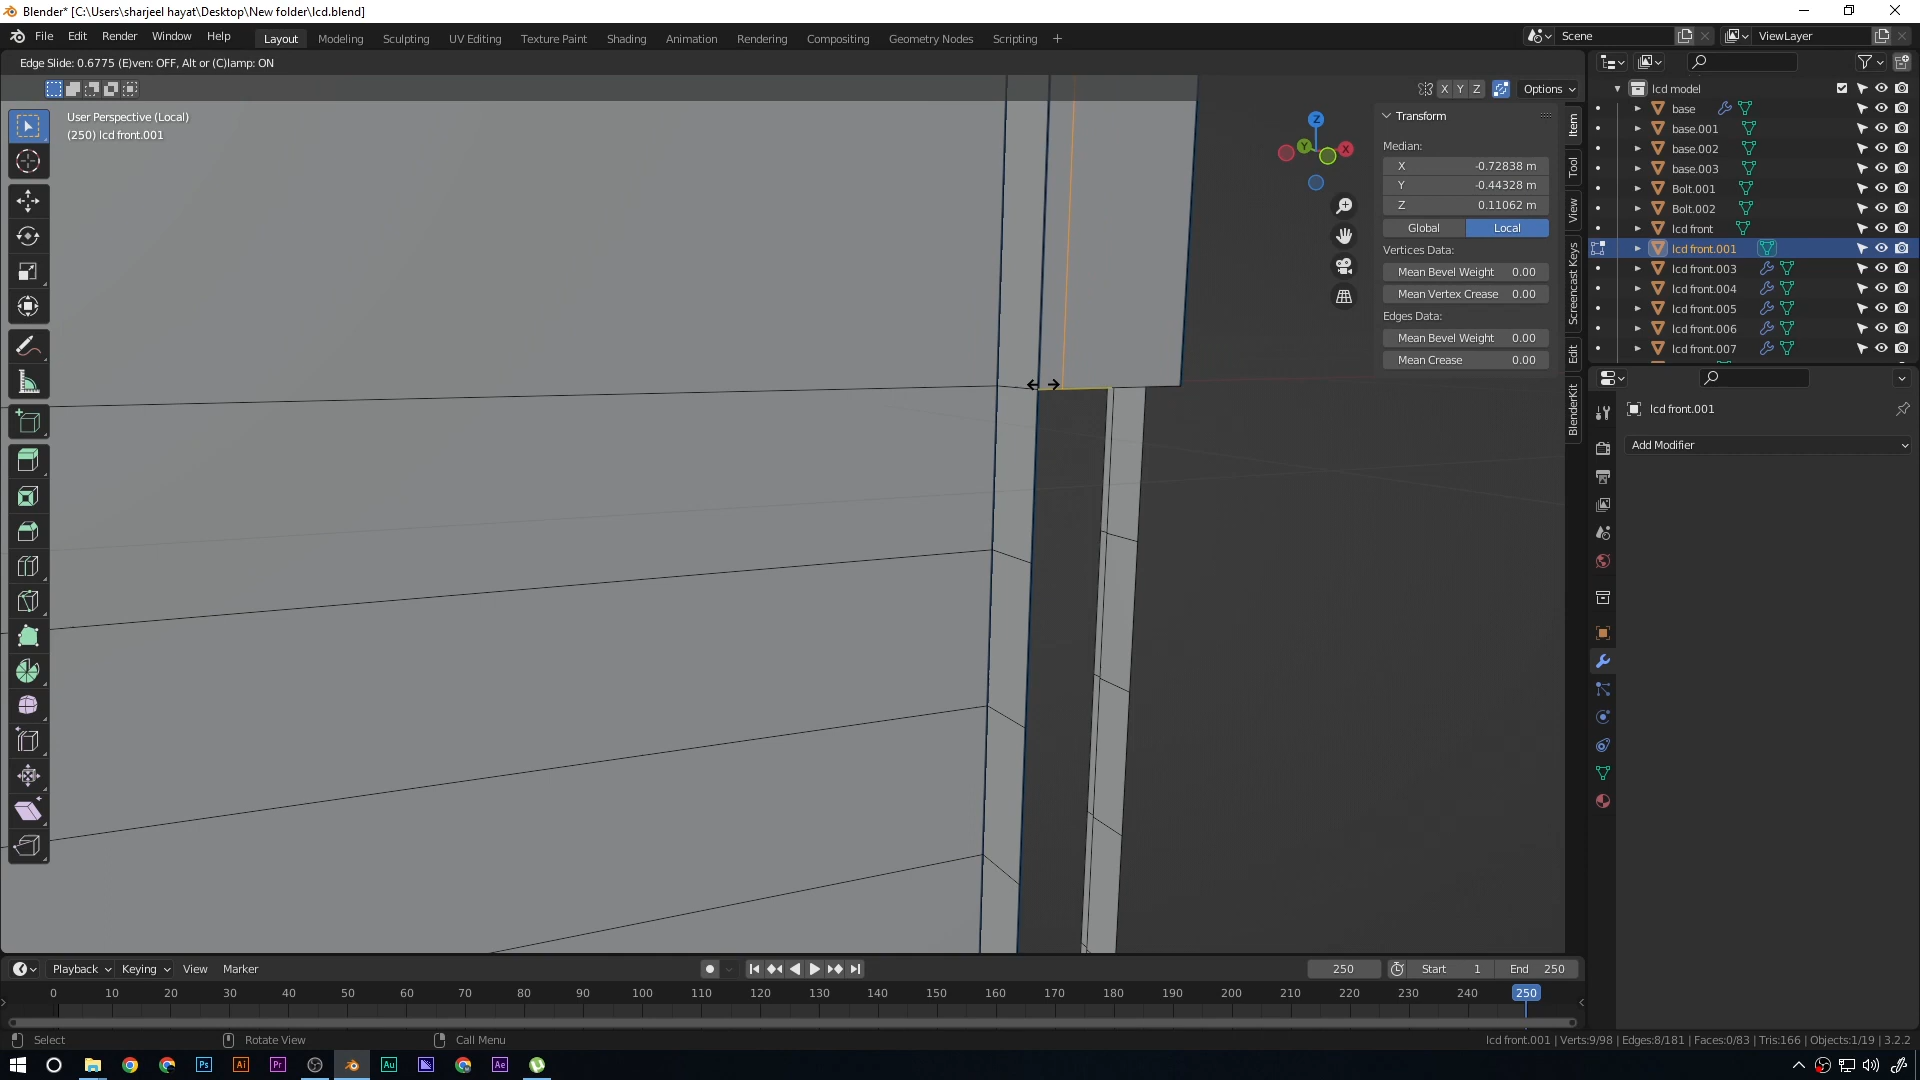 Blender* [C:\Users\sharjeel hayat\Desktop\New folder\lcd.blend]
File Edit Render Window Help Layout Modeling Sculpting UV Editing Texture Paint Shading Animation Rendering Compositing Geometry Nodes Scripting + Scene ViewLayer
Edge Slide: 0.6775 (E)ven: OFF, Alt or (C)lamp: ON
X Y Z Options
User Perspective (Local)
(250) lcd front.001
Z
Y X
Transform
Median:
X -0.72838 m
Y -0.44328 m
Z 0.11062 m
Global Local
Vertices Data:
Mean Bevel Weight 0.00
Mean Vertex Crease 0.00
Edges Data:
Mean Bevel Weight 0.00
Mean Crease 0.00
Item
Tool
View
Screencast Keys
Edit
BlenderKit
lcd model
base
base.001
base.002
base.003
Bolt.001
Bolt.002
lcd front
lcd front.001
lcd front.003
lcd front.004
lcd front.005
lcd front.006
lcd front.007
lcd front.001
Add Modifier
Playback Keying View Marker
250 Start 1 End 250
0 10 20 30 40 50 60 70 80 90 100 110 120 130 140 150 160 170 180 190 200 210 220 230 240 250
Select Rotate View Call Menu
lcd front.001 | Verts:9/98 | Edges:8/181 | Faces:0/83 | Tris:166 | Objects:1/19 | 3.2.2
Ps Ai Pr Au Ae